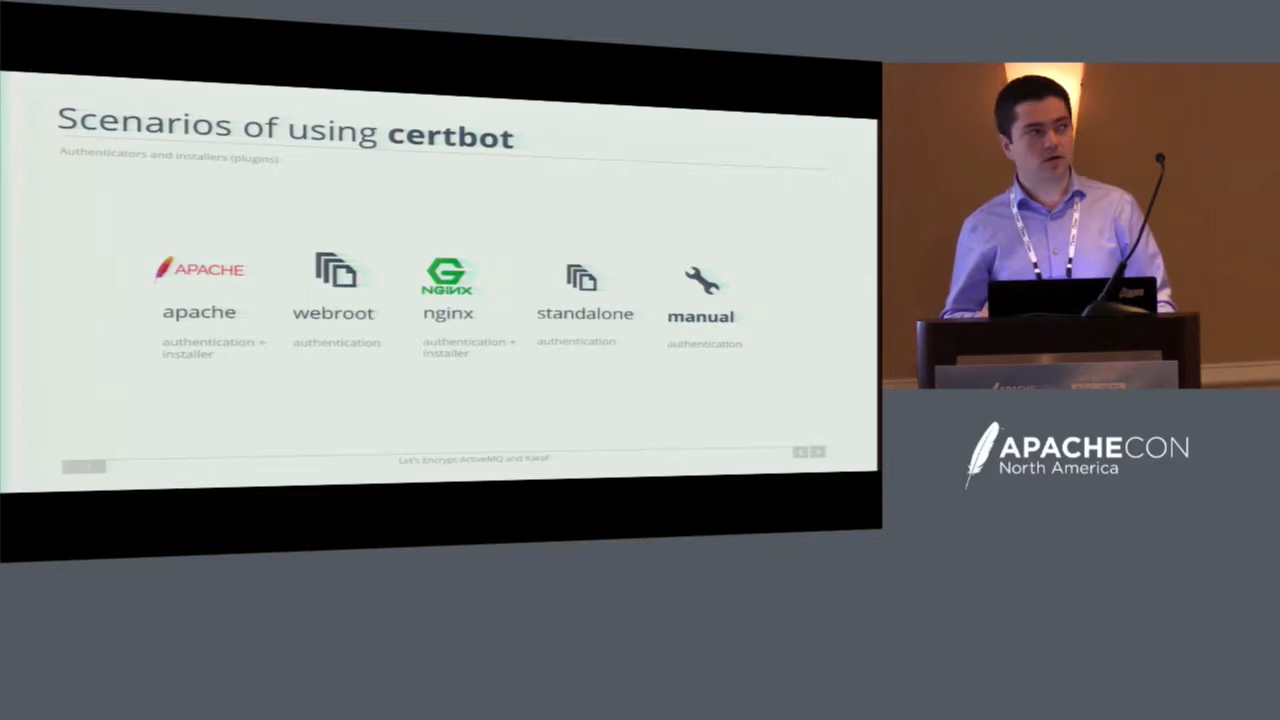 Scenarios of using certbot
Authenticators and installers (plugins)
APACHE
NGINX
apache
webroot
nginx
standalone
manual
authentication +
installer
authentication
authentication +
installer
authentication
authentication
Let's Encrypt ActiveMQ and Karaf
APACHECON
North America